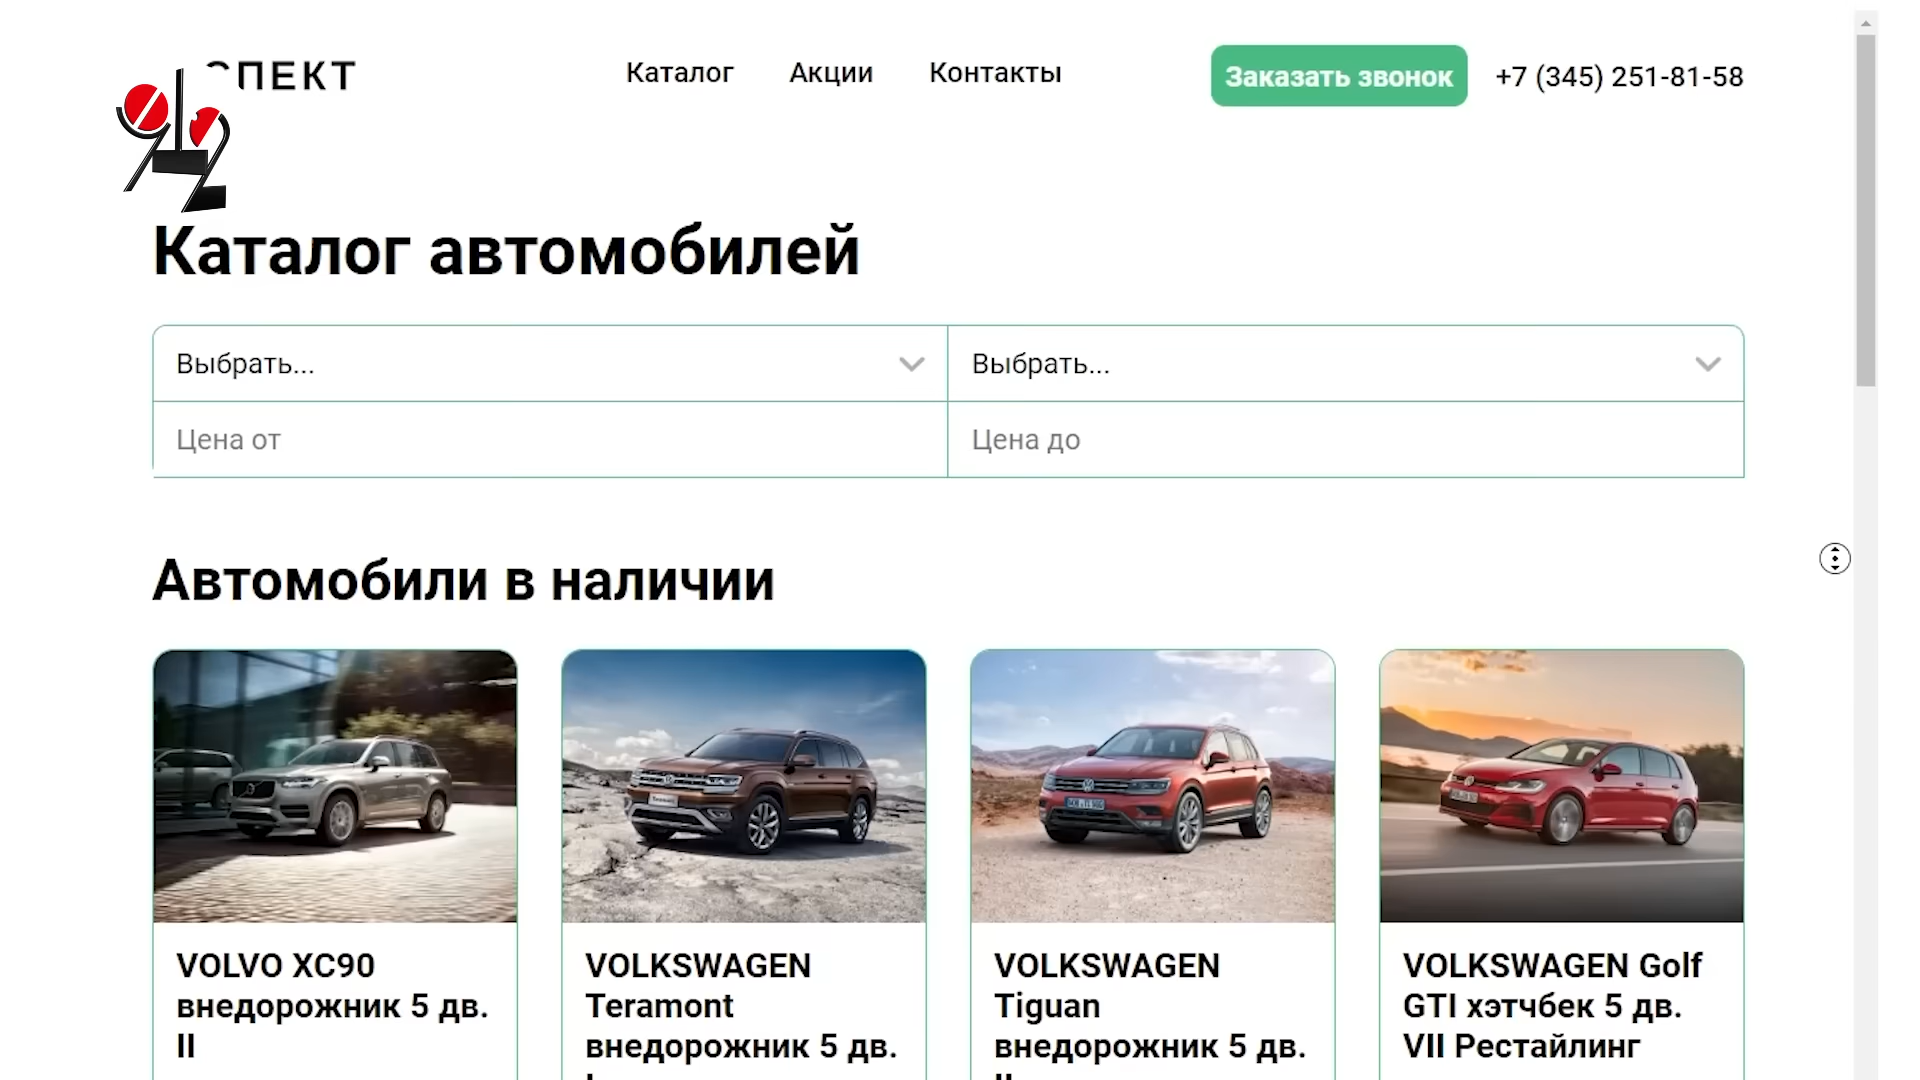 Каталог
Акции
Контакты
Заказать звонок
+7 (345) 251-81-58
Каталог автомобилей
Выбрать...
Выбрать...
Цена от
Цена до
Автомобили в наличии
VOLVO XC90
внедорожник 5 дв.
II
VOLKSWAGEN
Teramont
внедорожник 5 дв.
VOLKSWAGEN
Tiguan
внедорожник 5 дв.
VOLKSWAGEN Golf
GTI хэтчбек 5 дв.
VII Рестайлинг